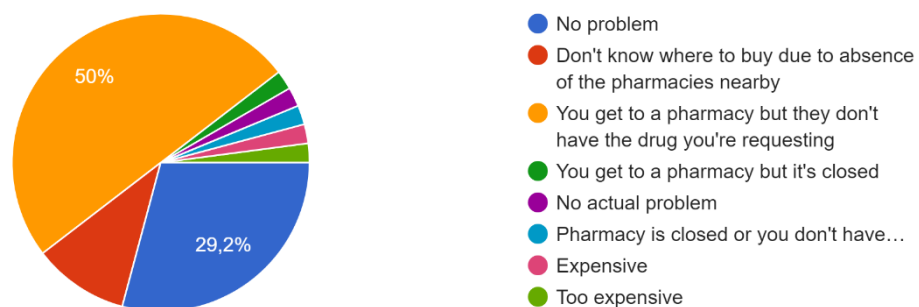 50%
29,2%
No problem
Don't know where to buy due to absence
of the pharmacies nearby
You get to a pharmacy but they don't
have the drug you're requesting
You get to a pharmacy but it's closed
No actual problem
Pharmacy is closed or you don't have…
Expensive
Too expensive